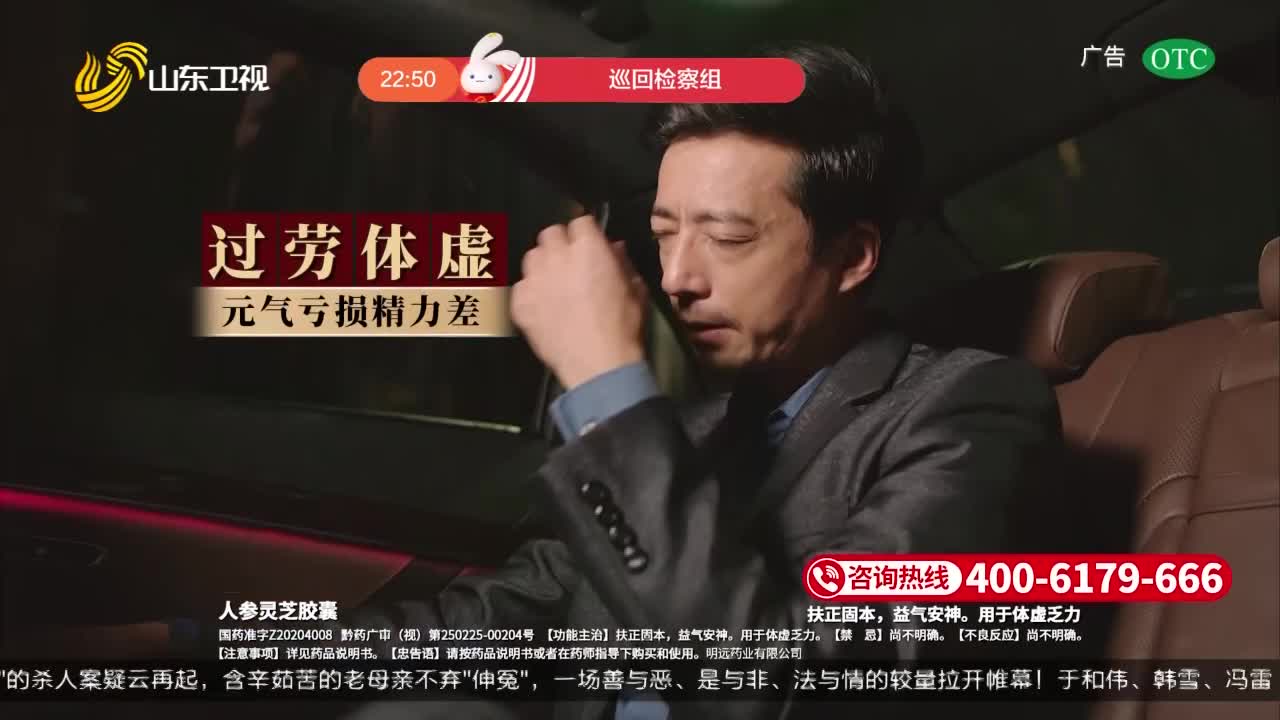 山东卫视
22:50
巡回检察组
广告
OTC
过劳体虚
元气亏损精力差
咨询热线 400-6179-666
人参灵芝胶囊
扶正固本，益气安神。用于体虚乏力
国药准字Z20204008 黔药广审（视）第250225-00204号 【功能主治】扶正固本，益气安神。用于体虚乏力。【禁 忌】尚不明确。【不良反应】尚不明确。
【注意事项】详见药品说明书。【忠告语】请按药品说明书或者在药师指导下购买和使用。明远药业有限公司
"的杀人案疑云再起，含辛茹苦的老母亲不弃"伸冤"，一场善与恶、是与非、法与情的较量拉开帷幕！于和伟、韩雪、冯雷